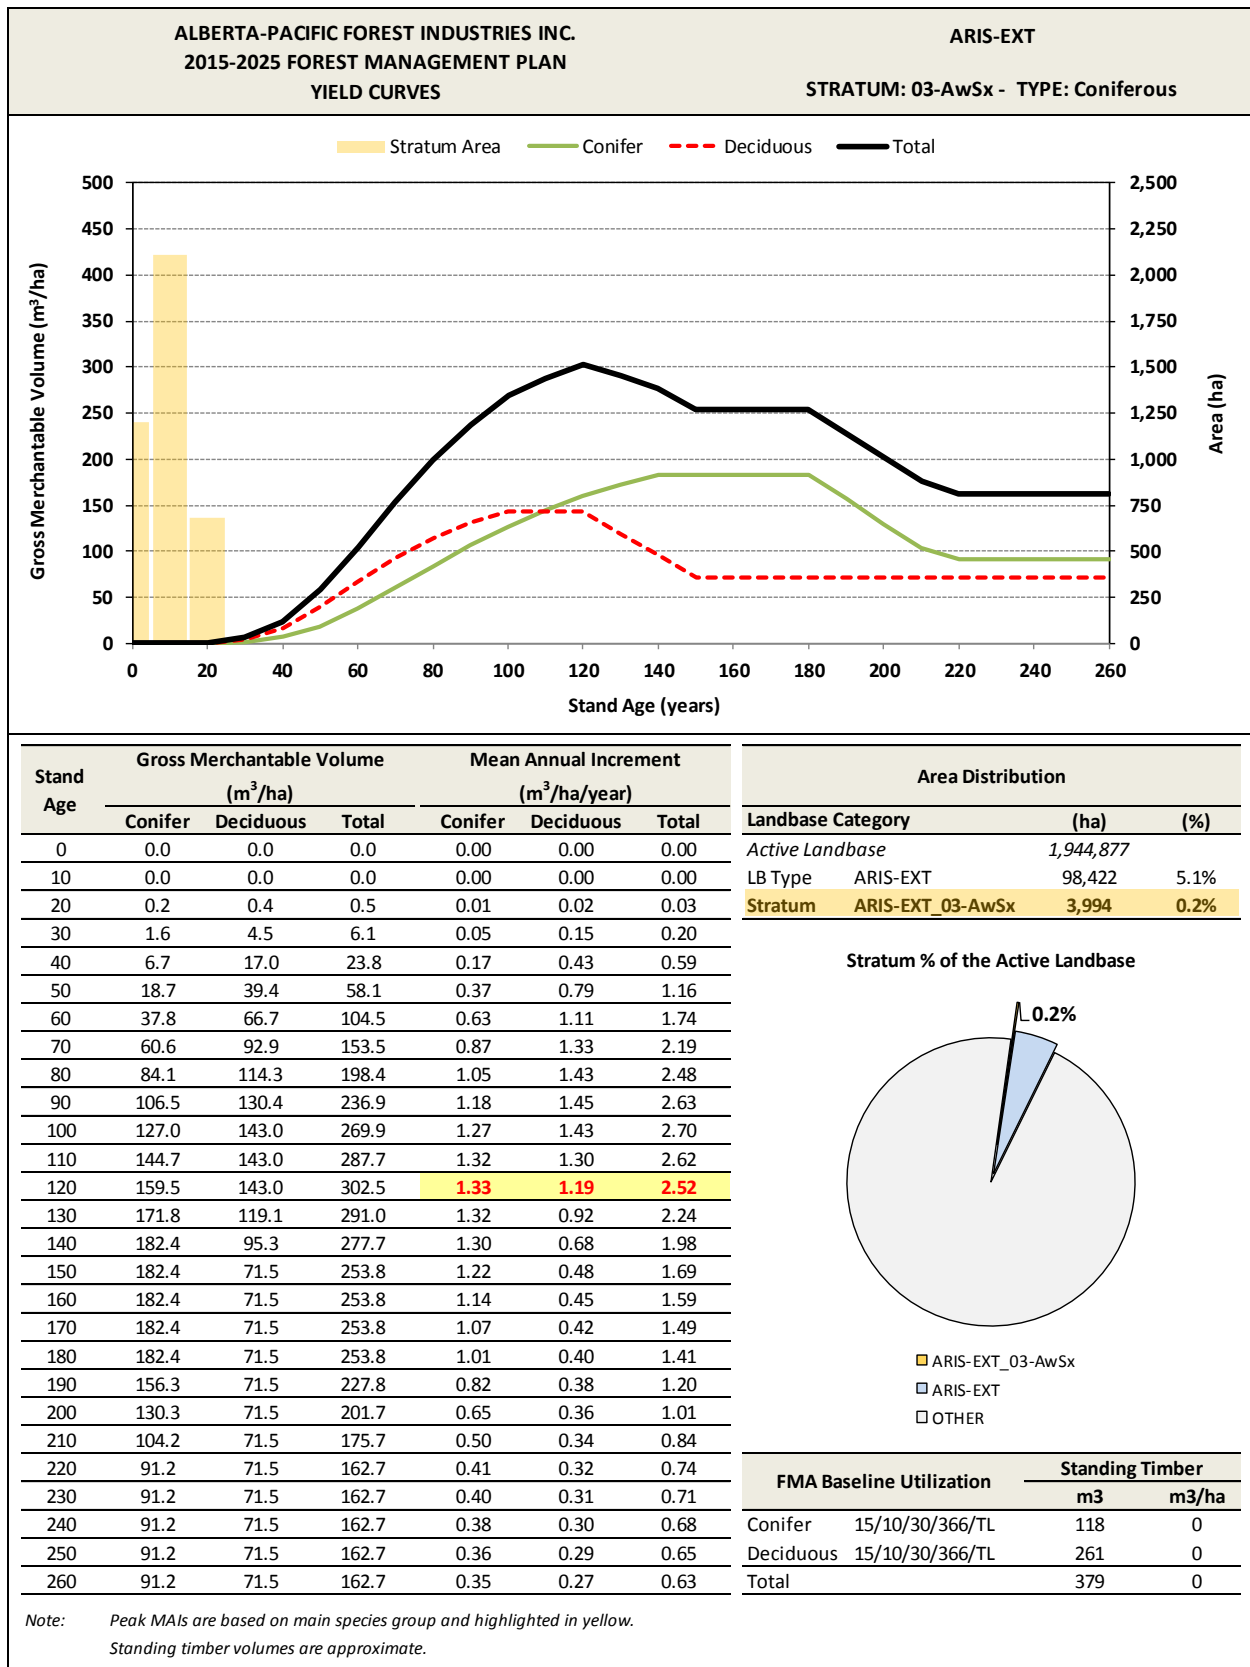 ALBERTA-PACIFIC FOREST INDUSTRIES INC.
2015-2025 FOREST MANAGEMENT PLAN
YIELD CURVES
ARIS-EXT
STRATUM: 03-AwSx - TYPE: Coniferous
Stratum Area Conifer Deciduous Total
Gross Merchantable Volume (m³/ha)
500
450
400
350
300
250
200
150
100
50
0
2,500
2,250
2,000
1,750
1,500
1,250
1,000
750
500
250
0
Area (ha)
0 20 40 60 80 100 120 140 160 180 200 220 240 260
Stand Age (years)
Stand Age Gross Merchantable Volume (m³/ha) Mean Annual Increment (m³/ha/year)
Conifer Deciduous Total Conifer Deciduous Total
0 0.0 0.0 0.0 0.00 0.00 0.00
10 0.0 0.0 0.0 0.00 0.00 0.00
20 0.2 0.4 0.5 0.01 0.02 0.03
30 1.6 4.5 6.1 0.05 0.15 0.20
40 6.7 17.0 23.8 0.17 0.43 0.59
50 18.7 39.4 58.1 0.37 0.79 1.16
60 37.8 66.7 104.5 0.63 1.11 1.74
70 60.6 92.9 153.5 0.87 1.33 2.19
80 84.1 114.3 198.4 1.05 1.43 2.48
90 106.5 130.4 236.9 1.18 1.45 2.63
100 127.0 143.0 269.9 1.27 1.43 2.70
110 144.7 143.0 287.7 1.32 1.30 2.62
120 159.5 143.0 302.5 1.33 1.19 2.52
130 171.8 119.1 291.0 1.32 0.92 2.24
140 182.4 95.3 277.7 1.30 0.68 1.98
150 182.4 71.5 253.8 1.22 0.48 1.69
160 182.4 71.5 253.8 1.14 0.45 1.59
170 182.4 71.5 253.8 1.07 0.42 1.49
180 182.4 71.5 253.8 1.01 0.40 1.41
190 156.3 71.5 227.8 0.82 0.38 1.20
200 130.3 71.5 201.7 0.65 0.36 1.01
210 104.2 71.5 175.7 0.50 0.34 0.84
220 91.2 71.5 162.7 0.41 0.32 0.74
230 91.2 71.5 162.7 0.40 0.31 0.71
240 91.2 71.5 162.7 0.38 0.30 0.68
250 91.2 71.5 162.7 0.36 0.29 0.65
260 91.2 71.5 162.7 0.35 0.27 0.63
Area Distribution
Landbase Category (ha) (%)
Active Landbase 1,944,877
LB Type ARIS-EXT 98,422 5.1%
Stratum ARIS-EXT_03-AwSx 3,994 0.2%
Stratum % of the Active Landbase
0.2%
ARIS-EXT_03-AwSx
ARIS-EXT
OTHER
FMA Baseline Utilization Standing Timber
m3 m3/ha
Conifer 15/10/30/366/TL 118 0
Deciduous 15/10/30/366/TL 261 0
Total 379 0
Note: Peak MAIs are based on main species group and highlighted in yellow.
Standing timber volumes are approximate.